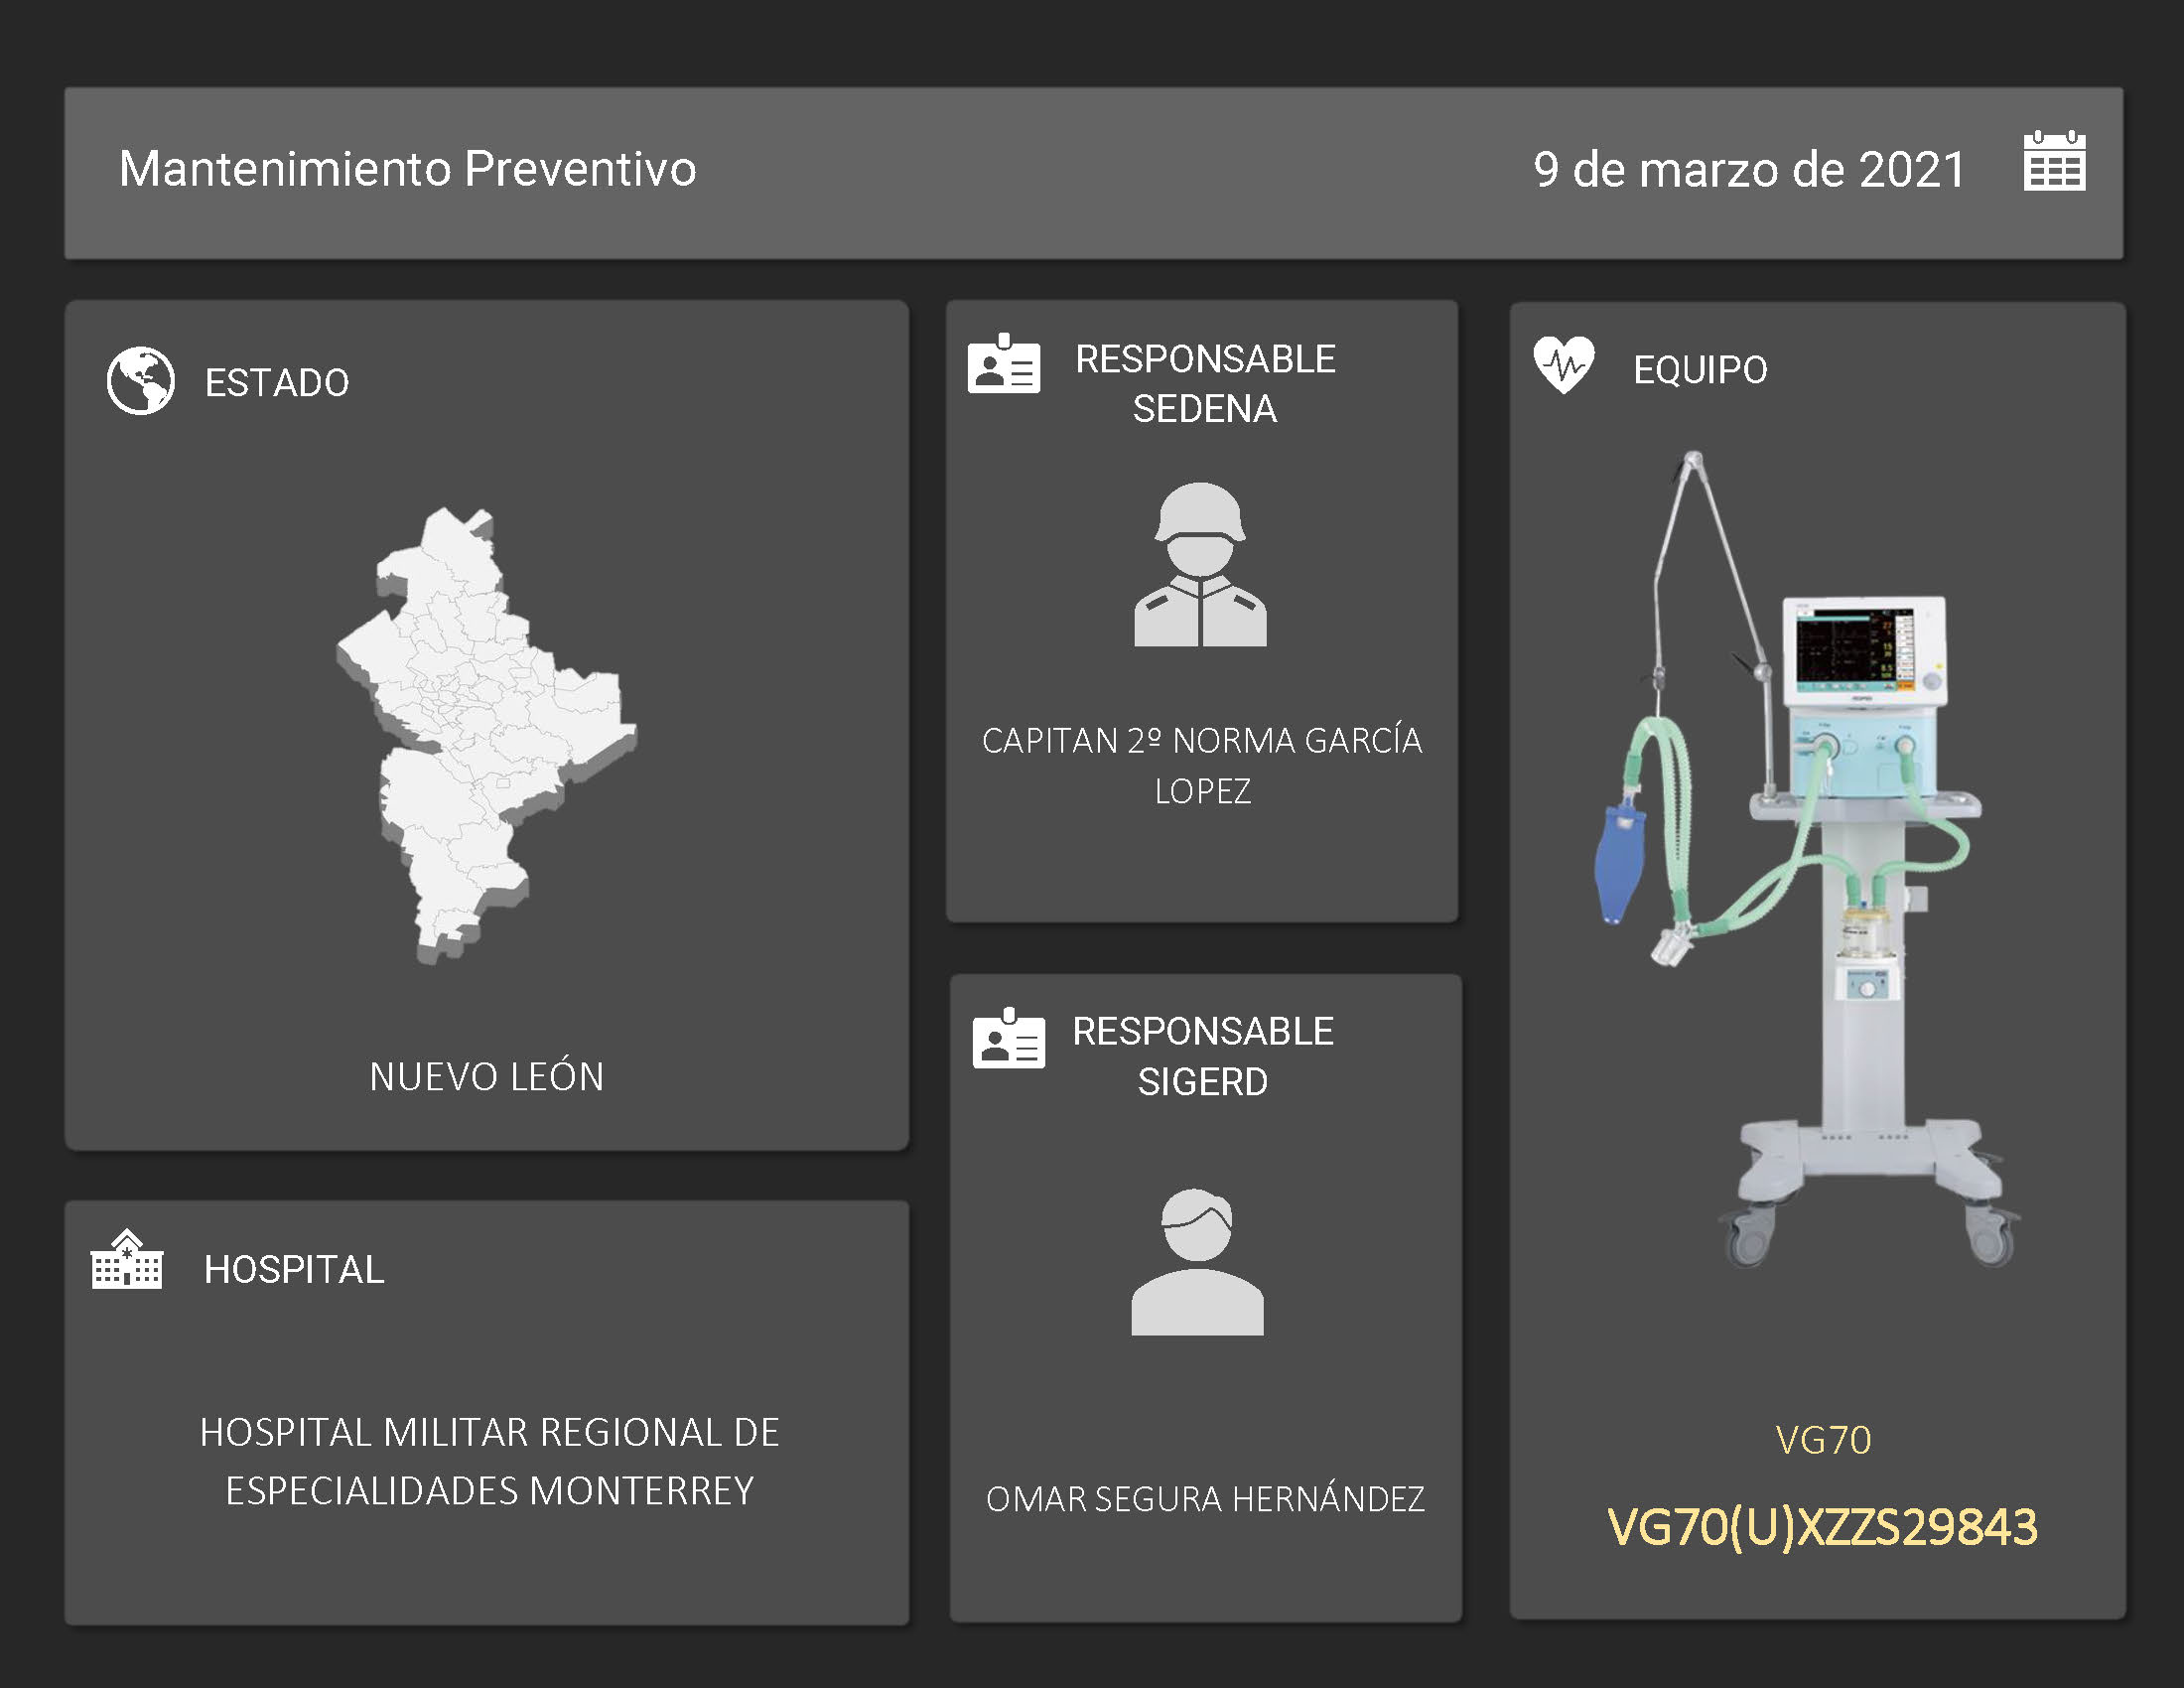 Mantenimiento Preventivo
9 de marzo de 2021
ESTADO
NUEVO LEÓN
HOSPITAL
HOSPITAL MILITAR REGIONAL DE
ESPECIALIDADES MONTERREY
RESPONSABLE
SEDENA
CAPITAN 2º NORMA GARCÍA
LOPEZ
RESPONSABLE
SIGERD
OMAR SEGURA HERNÁNDEZ
EQUIPO
VG70
VG70(U)XZZS29843